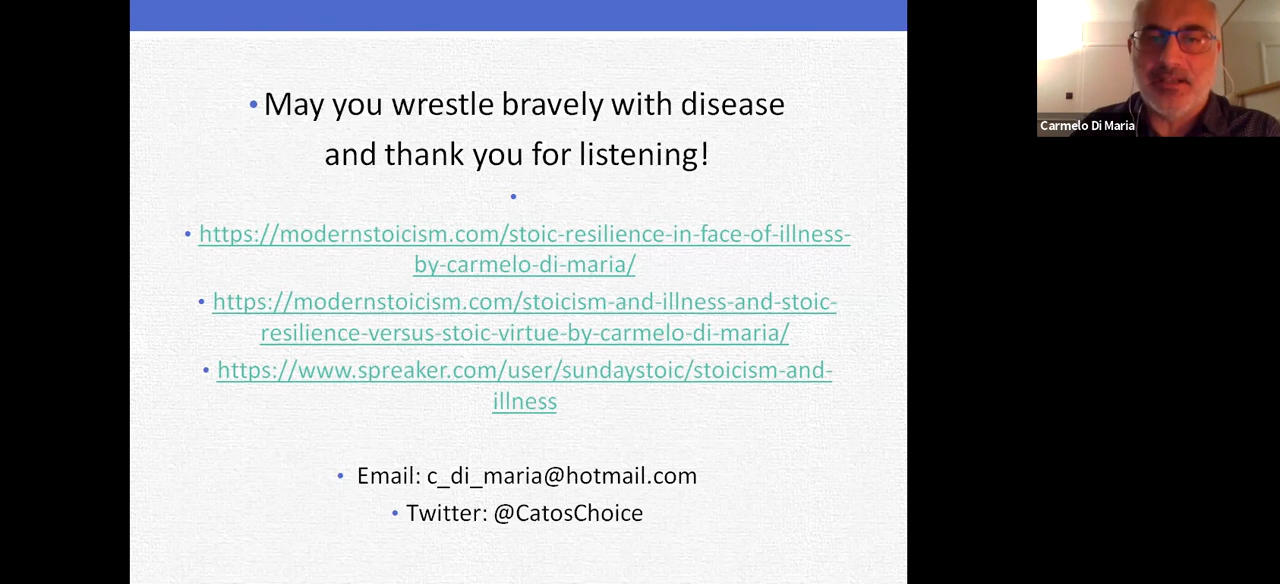 • May you wrestle bravely with disease
and thank you for listening!
•
• https://modernstoicism.com/stoic-resilience-in-face-of-illness-
by-carmelo-di-maria/
• https://modernstoicism.com/stoicism-and-illness-and-stoic-
resilience-versus-stoic-virtue-by-carmelo-di-maria/
• https://www.spreaker.com/user/sundaystoic/stoicism-and-
illness
• Email: c_di_maria@hotmail.com
• Twitter: @CatosChoice
Carmelo Di Maria